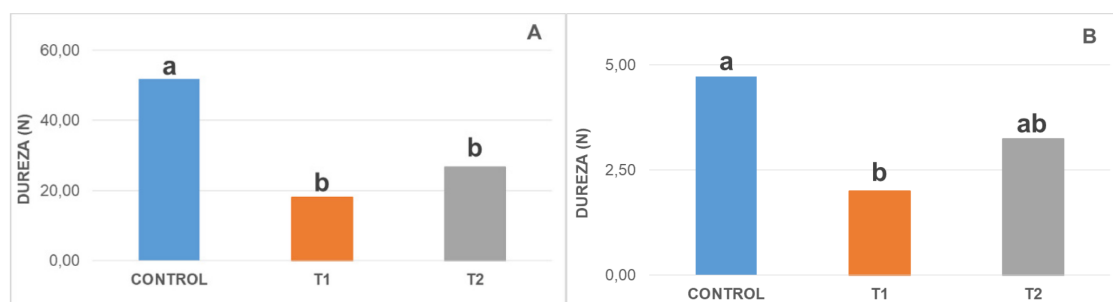 A
DUREZA (N)
60,00
40,00
20,00
0,00
a
b
b
CONTROL T1 T2
B
DUREZA (N)
5,00
2,50
0,00
a
b
ab
CONTROL T1 T2